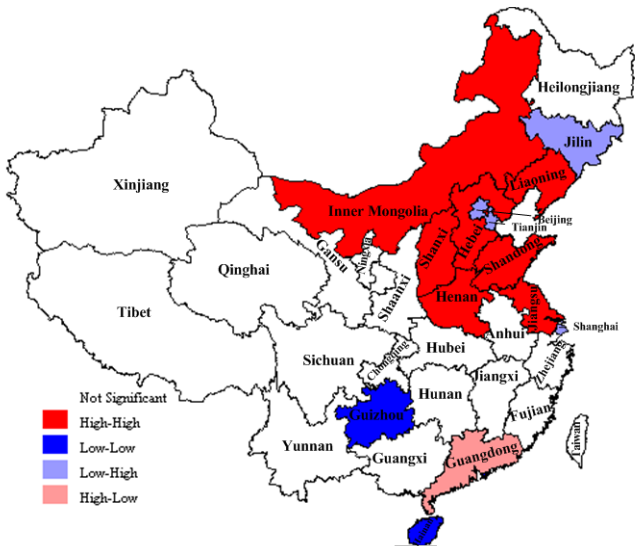 Heilongjiang
Jilin
Xinjiang
Liaoning
Inner Mongolia
Beijing
Tianjin
Hebei
Shanxi
Gansu
Ningxia
Shandong
Qinghai
Shaanxi
Henan
Jiangsu
Tibet
Shanghai
Anhui
Hubei
Sichuan
Chongqing
Zhejiang
Jiangxi
Hunan
Not Significant
High-High
Guizhou
Fujian
Low-Low
Yunnan
Guangxi
Guangdong
Taiwan
Low-High
High-Low